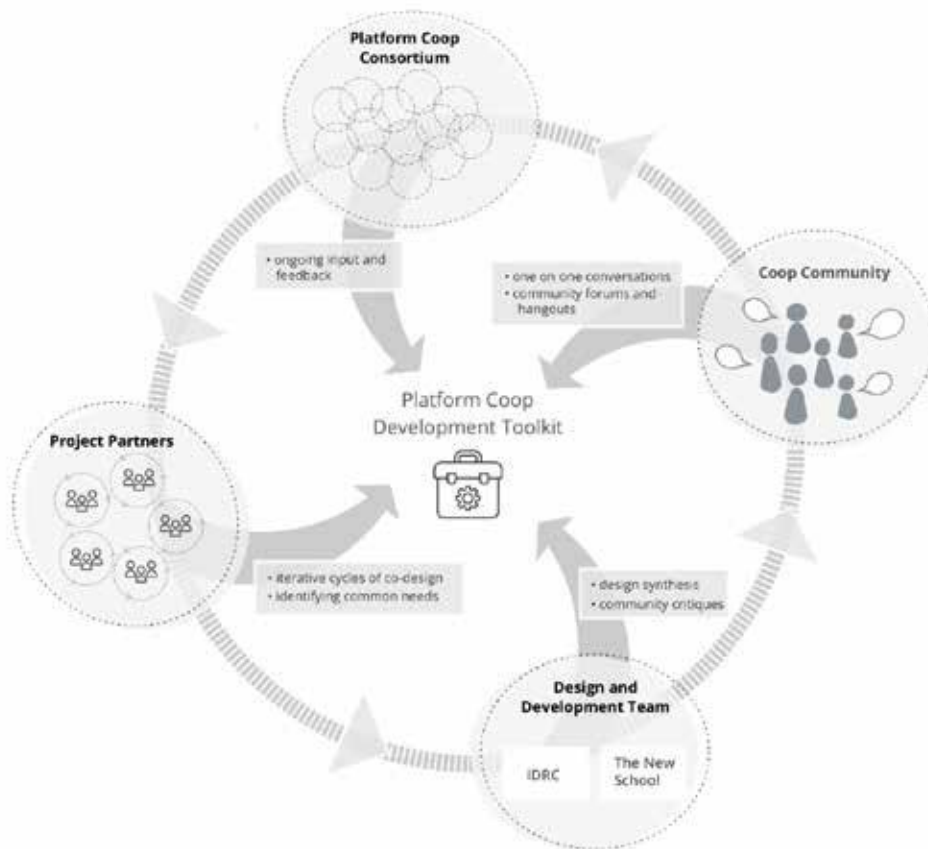 Platform Coop
Consortium
• ongoing input and
feedback
• one on one conversations
• community forums and
hangouts
Coop Community
Platform Coop
Development Toolkit
Project Partners
• iterative cycles of co-design
• identifying common needs
• design synthesis
• community critiques
Design and
Development Team
IDRC
The New
School